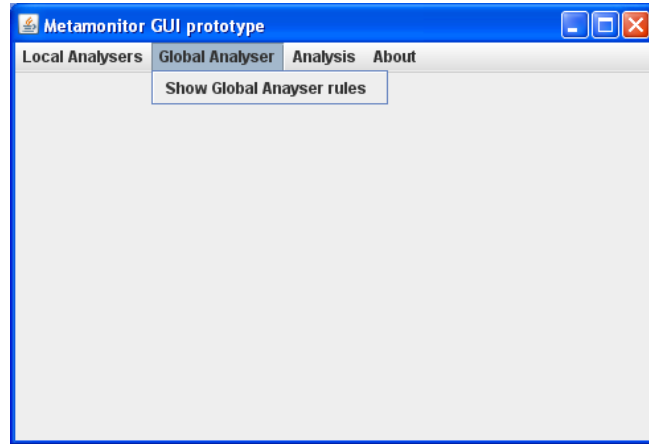 Metamonitor GUI prototype
Local Analysers Global Analyser Analysis About
Show Global Anayser rules